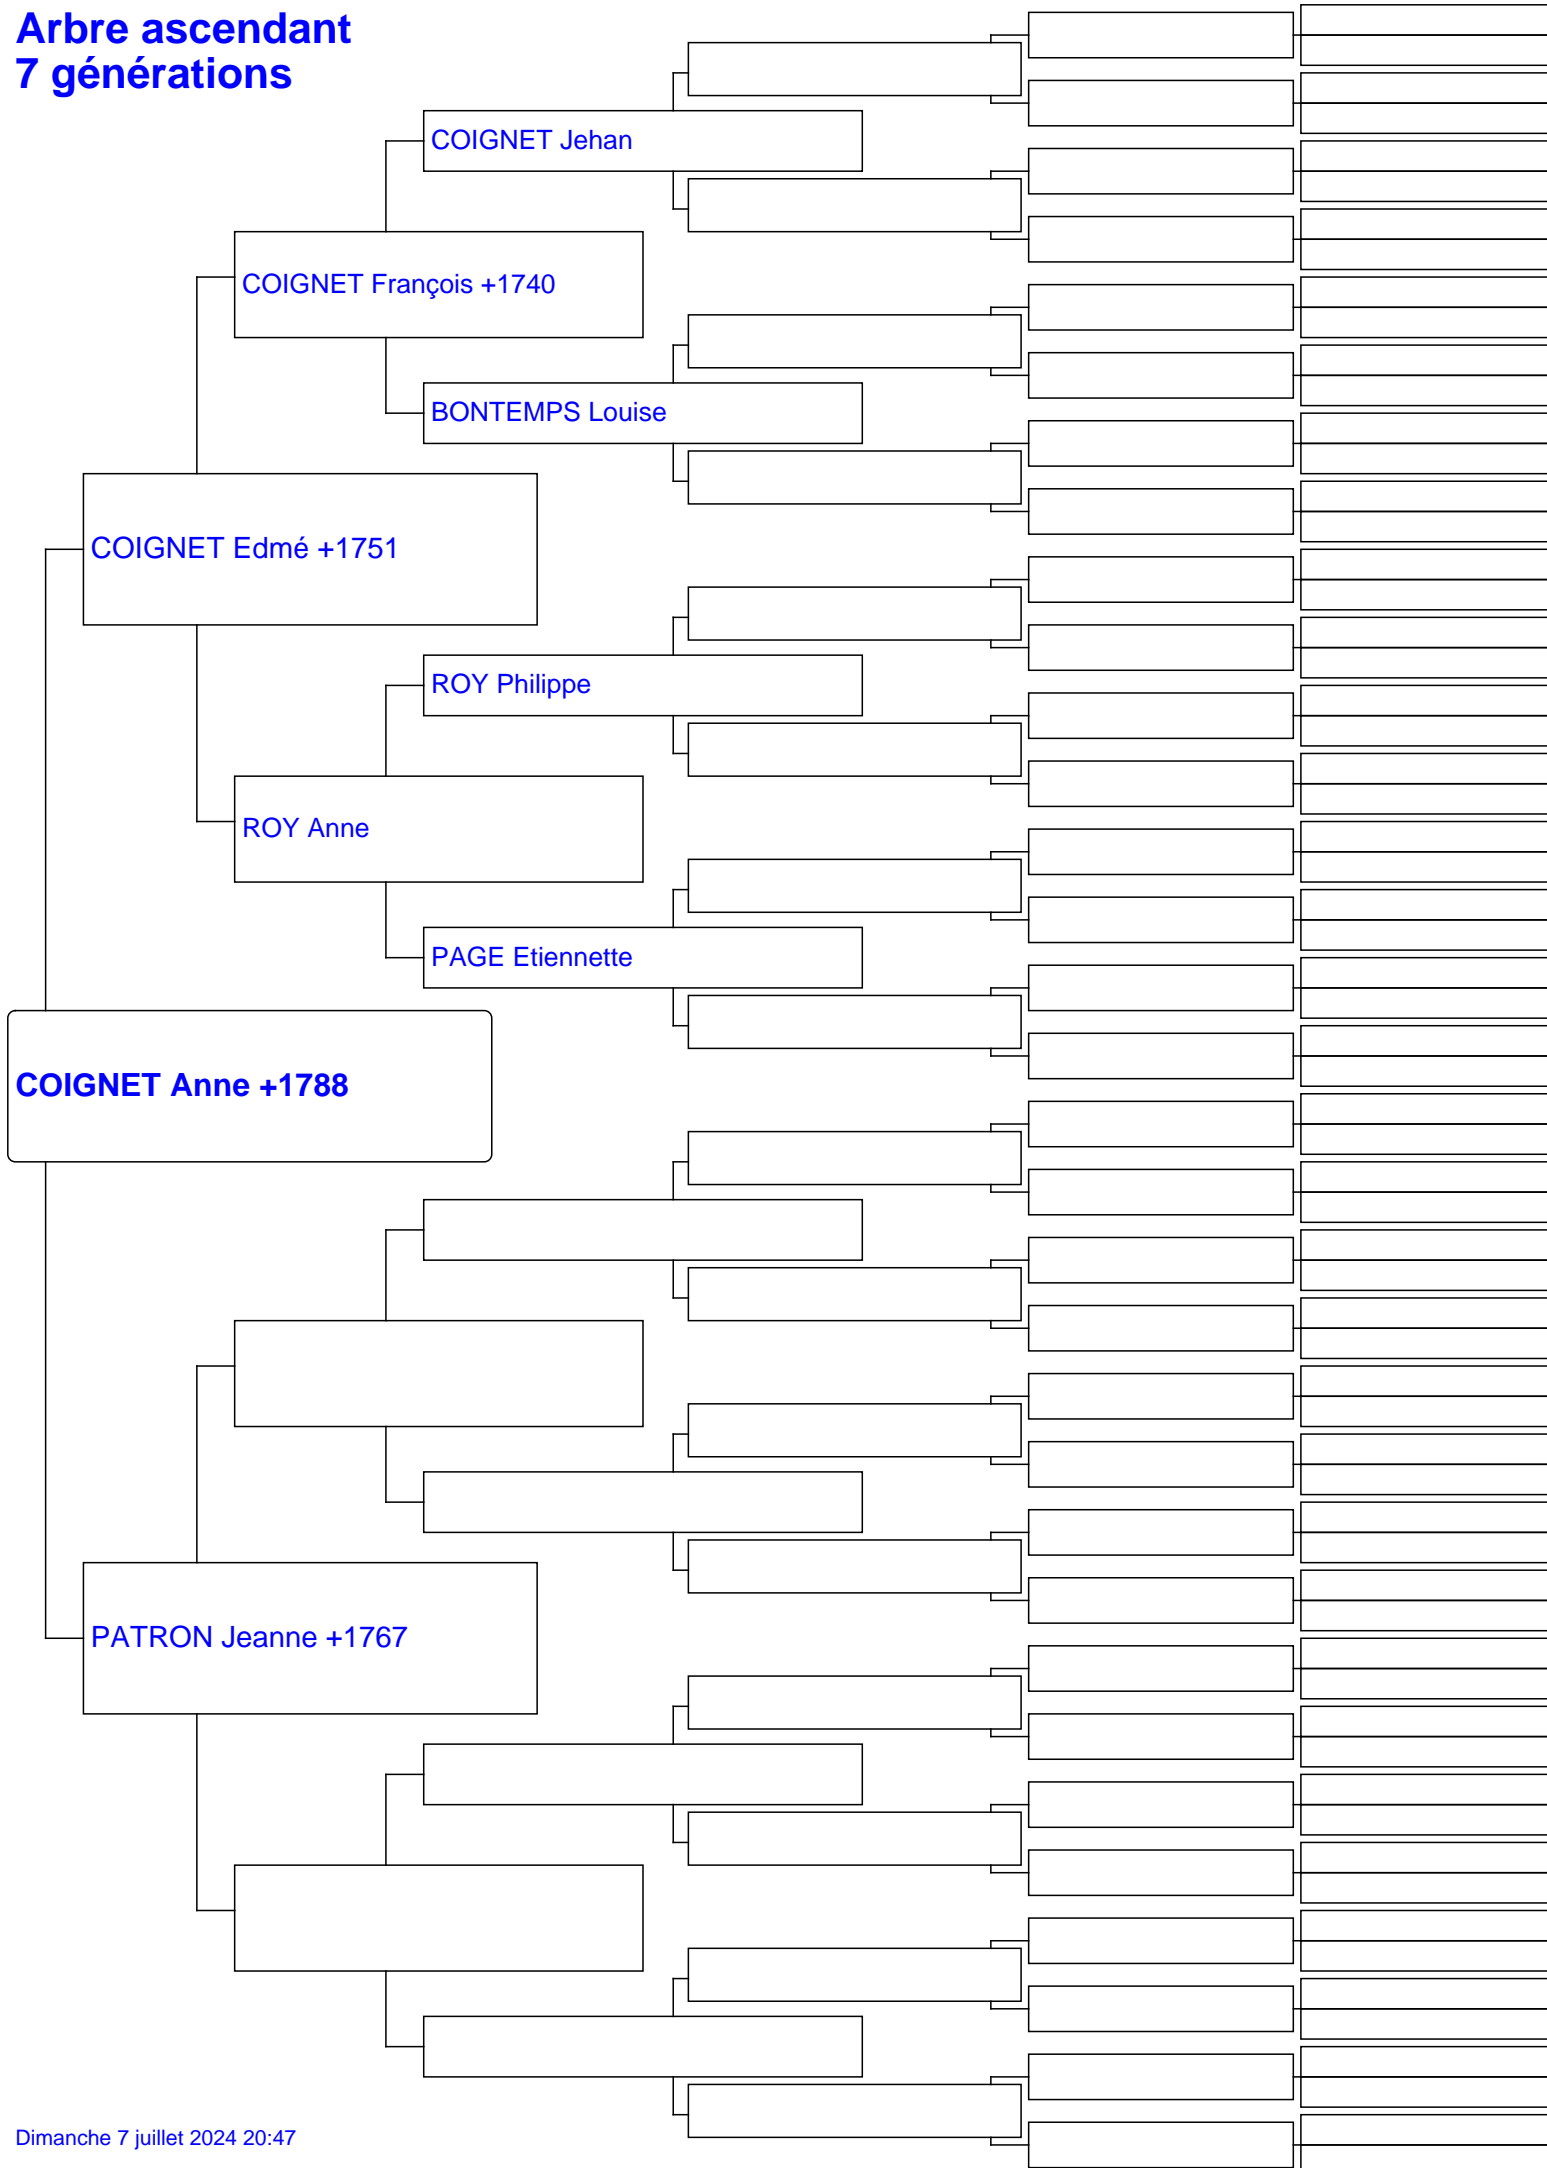 Arbre ascendant
7 générations
COIGNET Jehan
COIGNET François +1740
BONTEMPS Louise
COIGNET Edmé +1751
ROY Philippe
ROY Anne
PAGE Etiennette
COIGNET Anne +1788
PATRON Jeanne +1767
Dimanche 7 juillet 2024 20:47